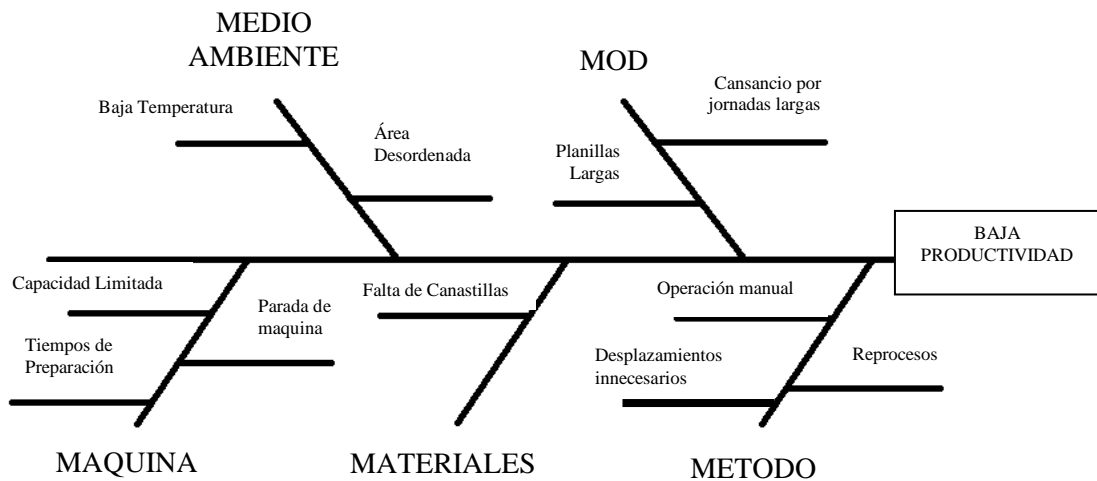 MEDIO
AMBIENTE
MOD
Baja Temperatura
Área
Desordenada
Cansancio por
jornadas largas
Planillas
Largas
BAJA
PRODUCTIVIDAD
Capacidad Limitada
Parada de
maquina
Tiempos de
Preparación
Falta de Canastillas
Operación manual
Desplazamientos
innecesarios
Reprocesos
MAQUINA
MATERIALES
METODO